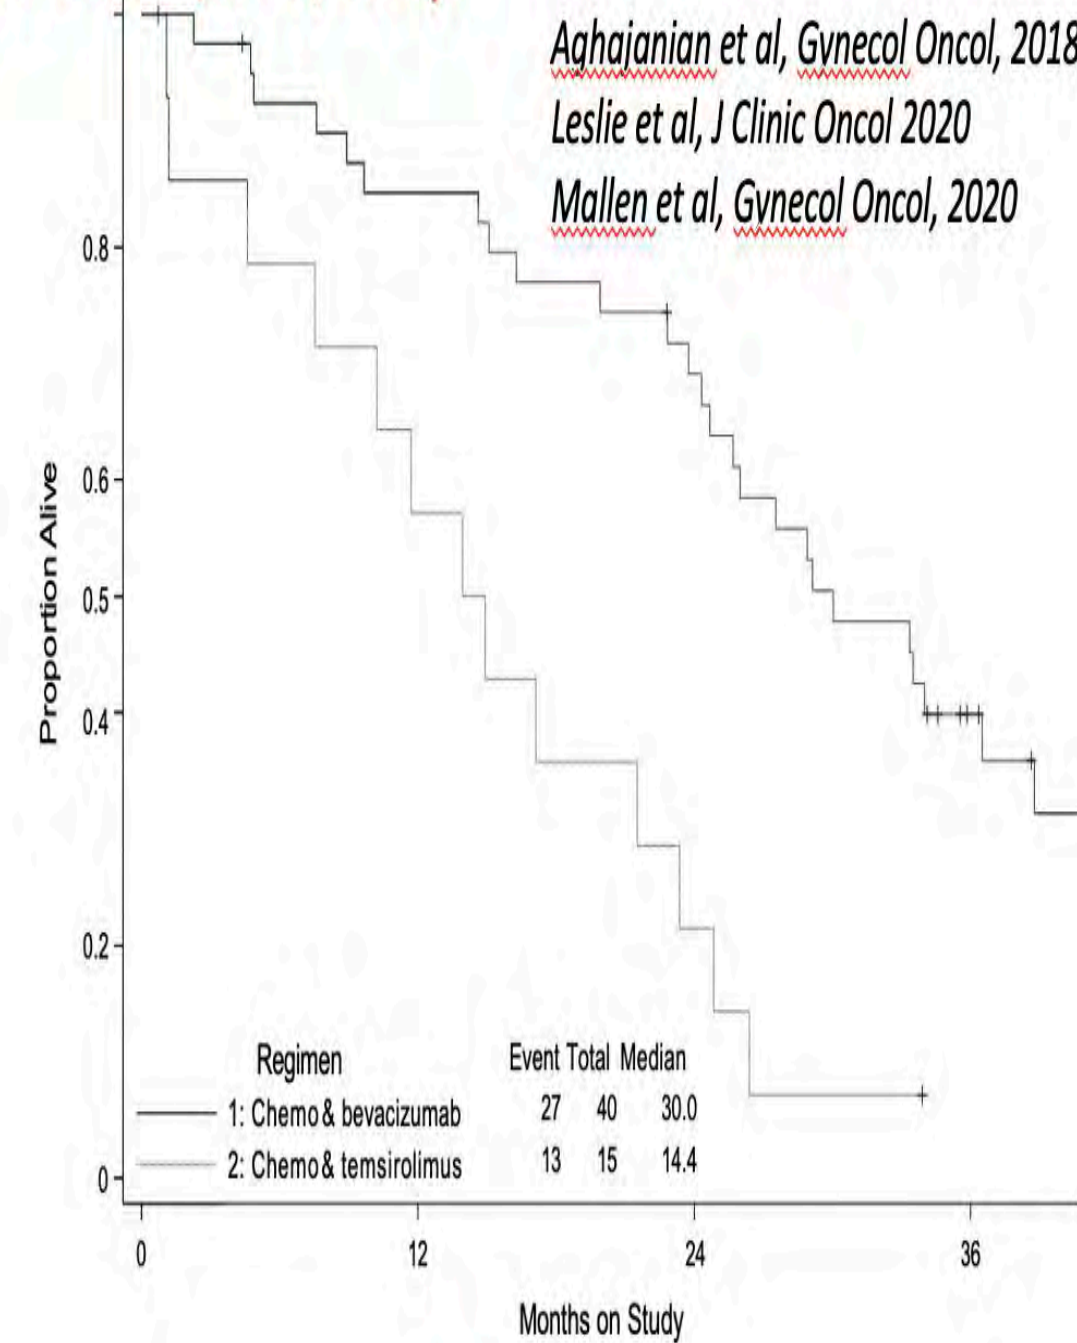 Aghajanian et al, Gynecol Oncol, 2018
Leslie et al, J Clinic Oncol 2020
Mallen et al, Gynecol Oncol, 2020
Proportion Alive
0.8
0.6
0.5
0.4
0.2
0
Regimen Event Total Median
1: Chemo & bevacizumab 27 40 30.0
2: Chemo & temsirolimus 13 15 14.4
0 12 24 36
Months on Study